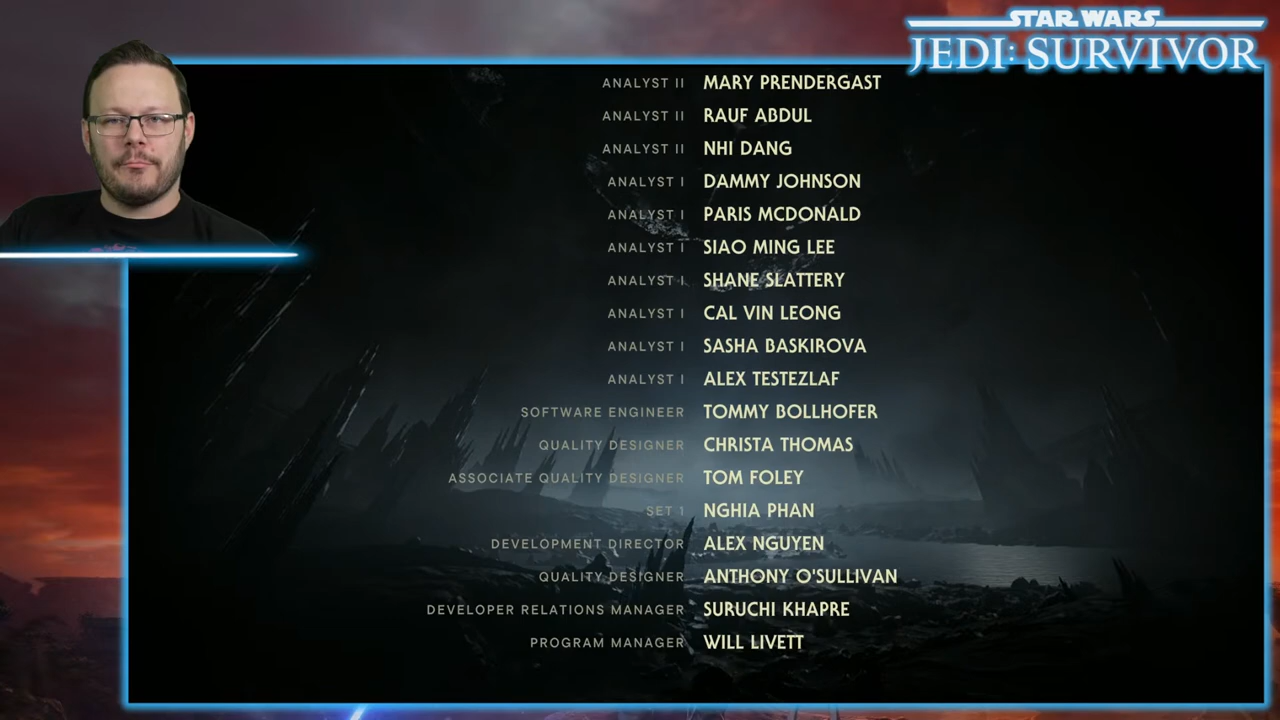 STAR WARS
JEDI: SURVIVOR
ANALYST II MARY PRENDERGAST
ANALYST II RAUF ABDUL
ANALYST II NHI DANG
ANALYST I DAMMY JOHNSON
ANALYST I PARIS MCDONALD
ANALYST I SIAO MING LEE
ANALYST I SHANE SLATTERY
ANALYST I CAL VIN LEONG
ANALYST I SASHA BASKIROVA
ANALYST I ALEX TESTEZLAF
SOFTWARE ENGINEER TOMMY BOLLHOFER
QUALITY DESIGNER CHRISTA THOMAS
ASSOCIATE QUALITY DESIGNER TOM FOLEY
SET 1 NGHIA PHAN
DEVELOPMENT DIRECTOR ALEX NGUYEN
QUALITY DESIGNER ANTHONY O'SULLIVAN
DEVELOPER RELATIONS MANAGER SURUCHI KHAPRE
PROGRAM MANAGER WILL LIVETT